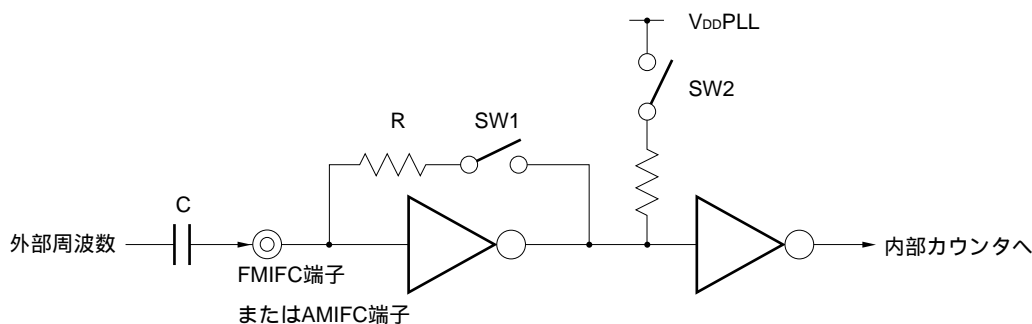 VDDPLL
SW2
R
SW1
C
外部周波数
FMIFC端子
またはAMIFC端子
内部カウンタへ